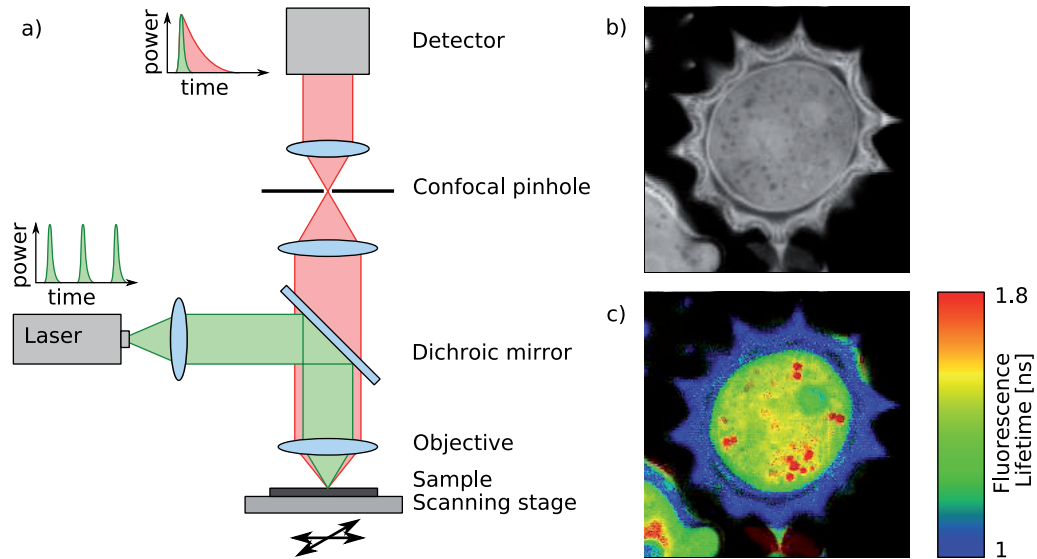 a)
power
time
Detector
Confocal pinhole
power
time
Laser
Dichroic mirror
Objective
Sample
Scanning stage
b)
c)
1.8
Fluorescence
Lifetime [ns]
1